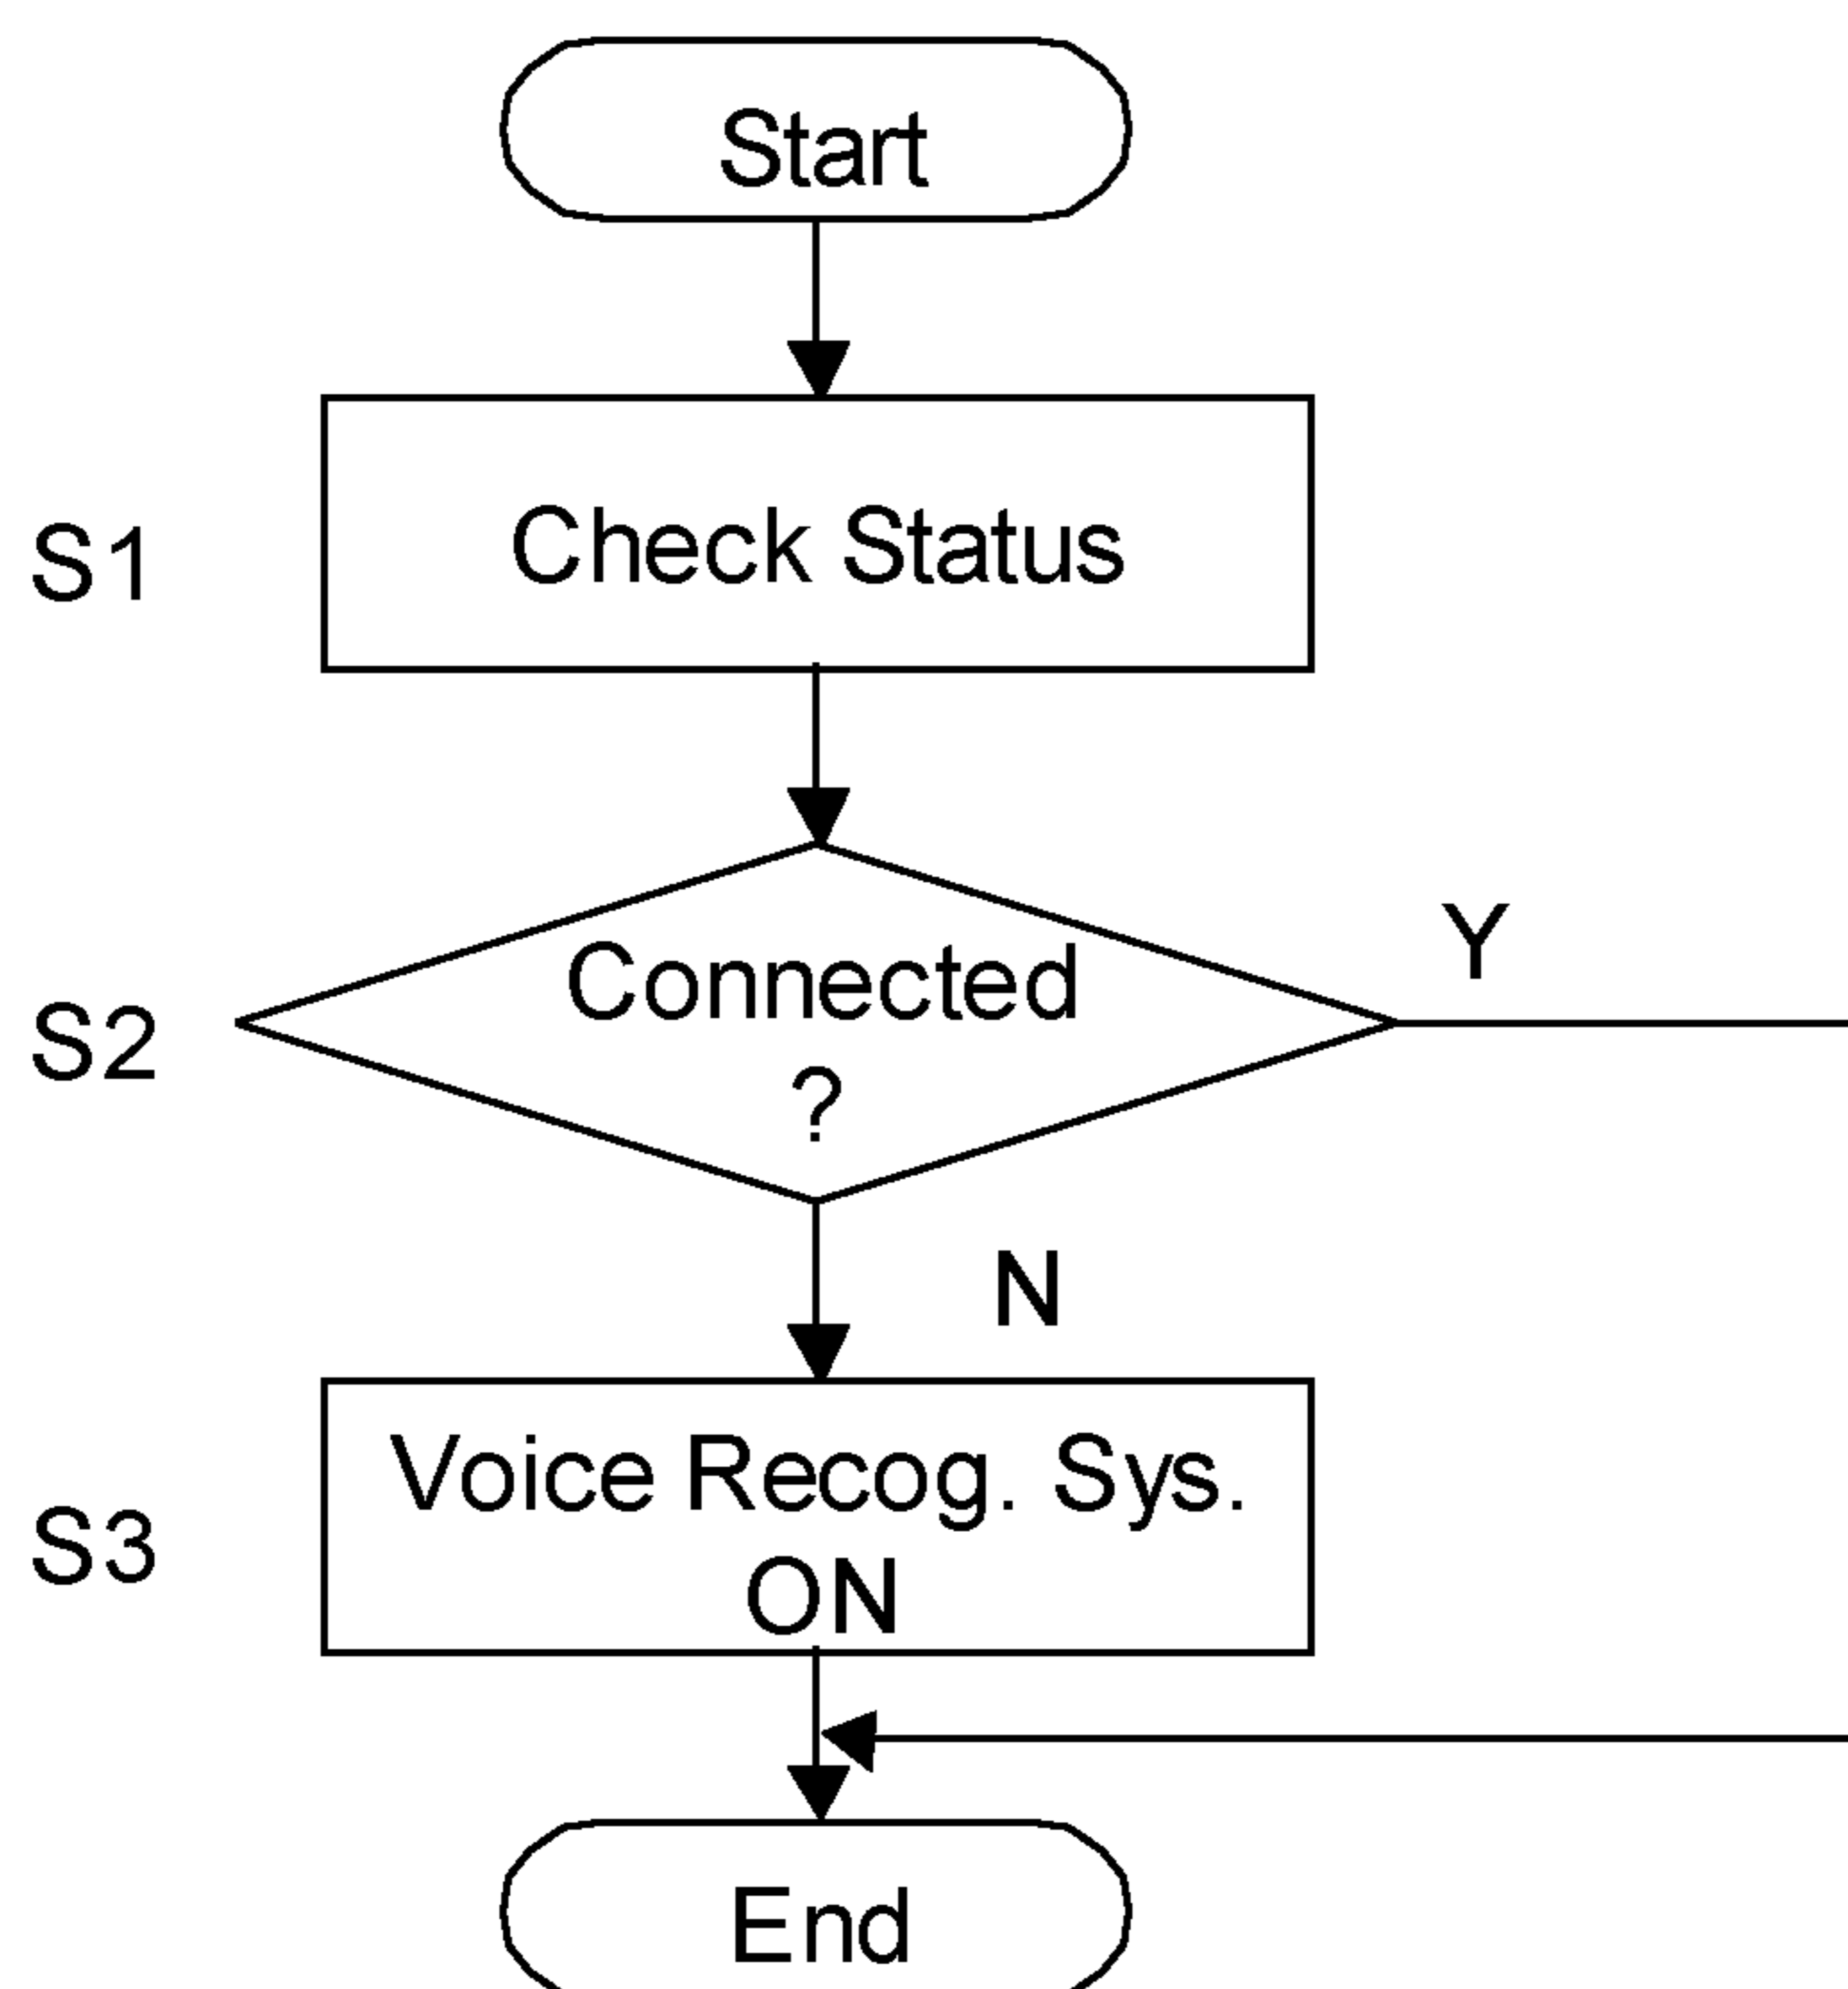 Start
S1
Check Status
Connected
?
Y
S2
N
Voice Recog. Sys.
ON
S3
End